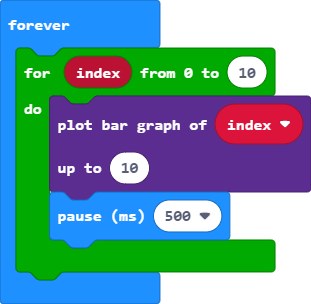 forever
for index from 0 to 10
do
plot bar graph of index
up to 10
pause (ms) 500